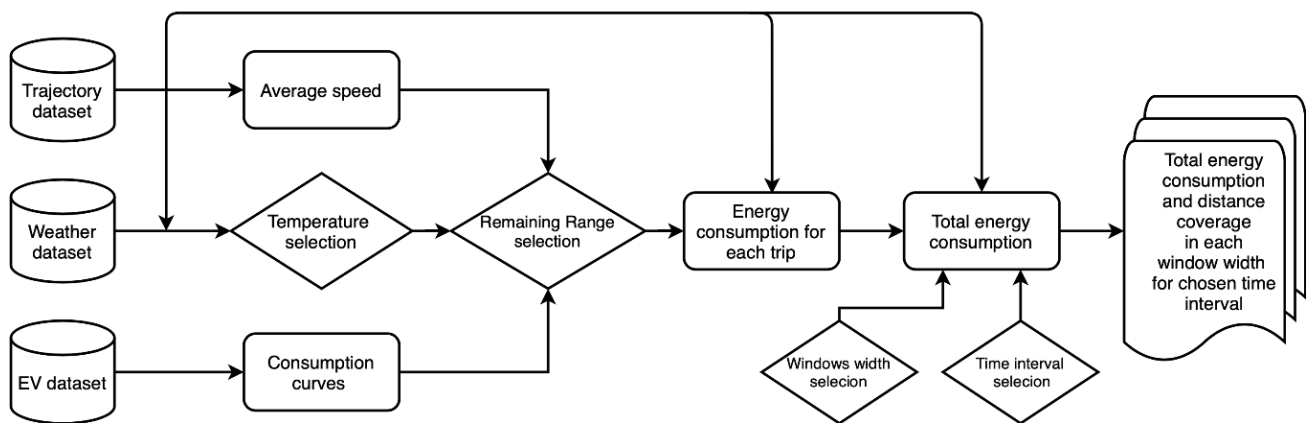 Trajectory
dataset
Average speed
Weather
dataset
Temperature
selection
Remaining Range
selection
Energy
consumption for
each trip
Total energy
consumption
Total energy
consumption
and distance
coverage
in each
window width
for chosen time
interval
EV dataset
Consumption
curves
Windows width
selecion
Time interval
selecion